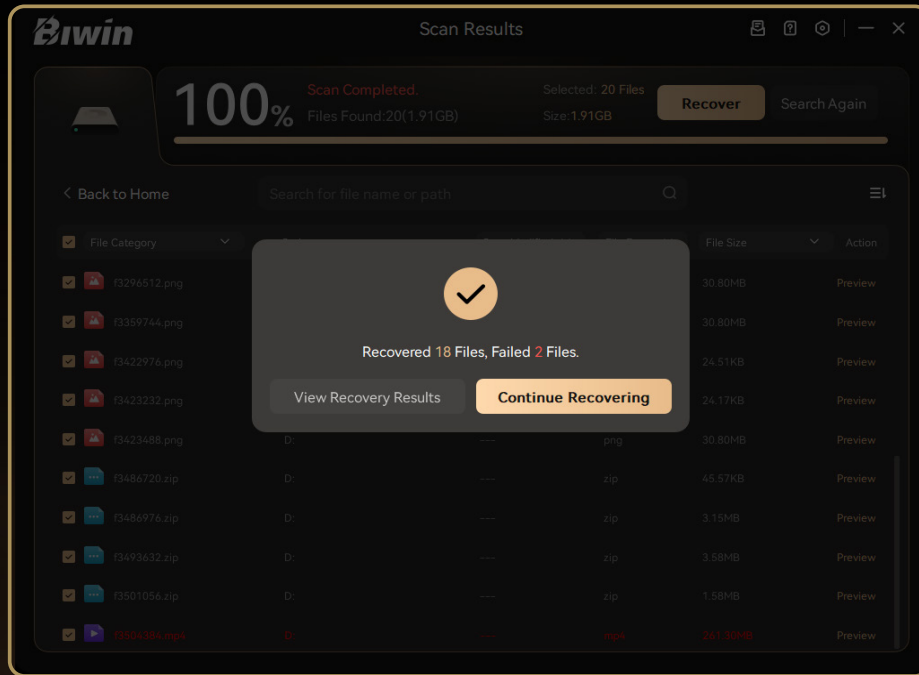 Biwin
Scan Results
100%
Scan Completed.
Files Found:20(1.91GB)
Selected: 20 Files
Size:1.91GB
Recover
Search Again
Back to Home
Search for file name or path
File Category
File Size
Action
f3296512.png 30.80MB Preview
f3359744.png 30.80MB Preview
f3422976.png 24.51KB Preview
f3423232.png 24.17KB Preview
f3423488.png D: --- png 30.80MB Preview
f3486720.zip D: --- zip 45.57KB Preview
f3486976.zip D: --- zip 3.15MB Preview
f3493632.zip D: --- zip 3.58MB Preview
f3501056.zip D: --- zip 1.58MB Preview
f3504384.mp4 D: --- mp4 261.90MB Preview
Recovered 18 Files, Failed 2 Files.
View Recovery Results
Continue Recovering